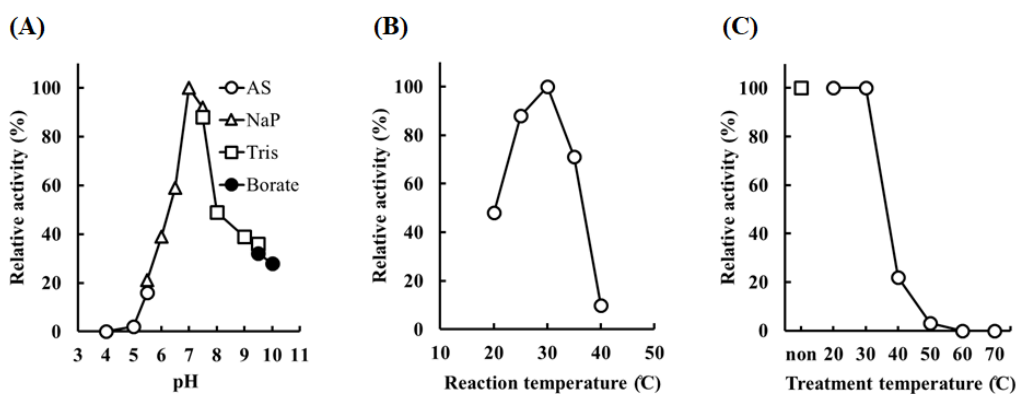 (A)
Relative activity (%)
100
80
60
40
20
0
3 4 5 6 7 8 9 10 11
pH
AS
NaP
Tris
Borate
(B)
Relative activity (%)
100
80
60
40
20
0
10 20 30 40 50
Reaction temperature (℃)
(C)
Relative activity (%)
100
80
60
40
20
0
non 20 30 40 50 60 70
Treatment temperature (℃)